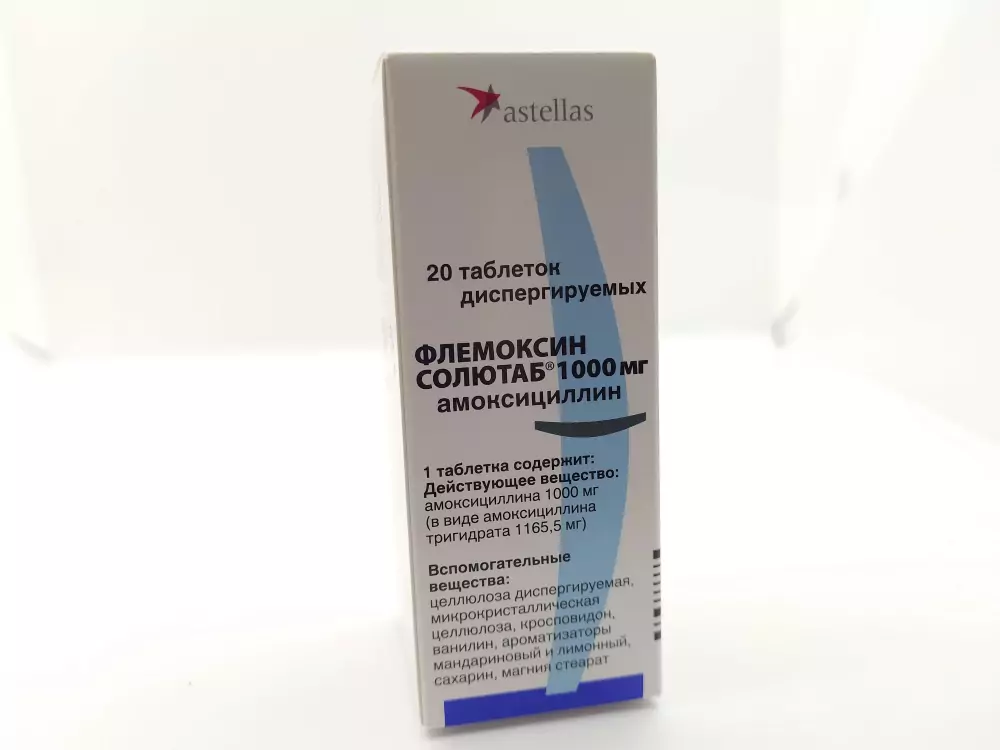 astellas
20 таблеток
диспергируемых
ФЛЕМОКСИН
СОЛЮТАБ® 1000 мг
амоксициллин
1 таблетка содержит:
Действующее вещество:
амоксициллина 1000 мг
(в виде амоксициллина
тригидрата 1165,5 мг)
Вспомогательные
вещества:
целлюлоза диспергируемая,
микрокристаллическая
целлюлоза, кросповидон,
ванилин, ароматизаторы
мандариновый и лимонный,
сахарин, магния стеарат